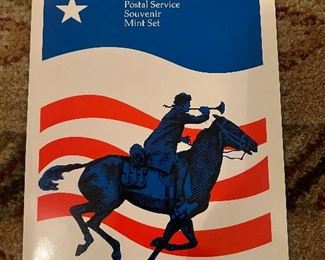 Postal Service
Souvenir
Mint Set